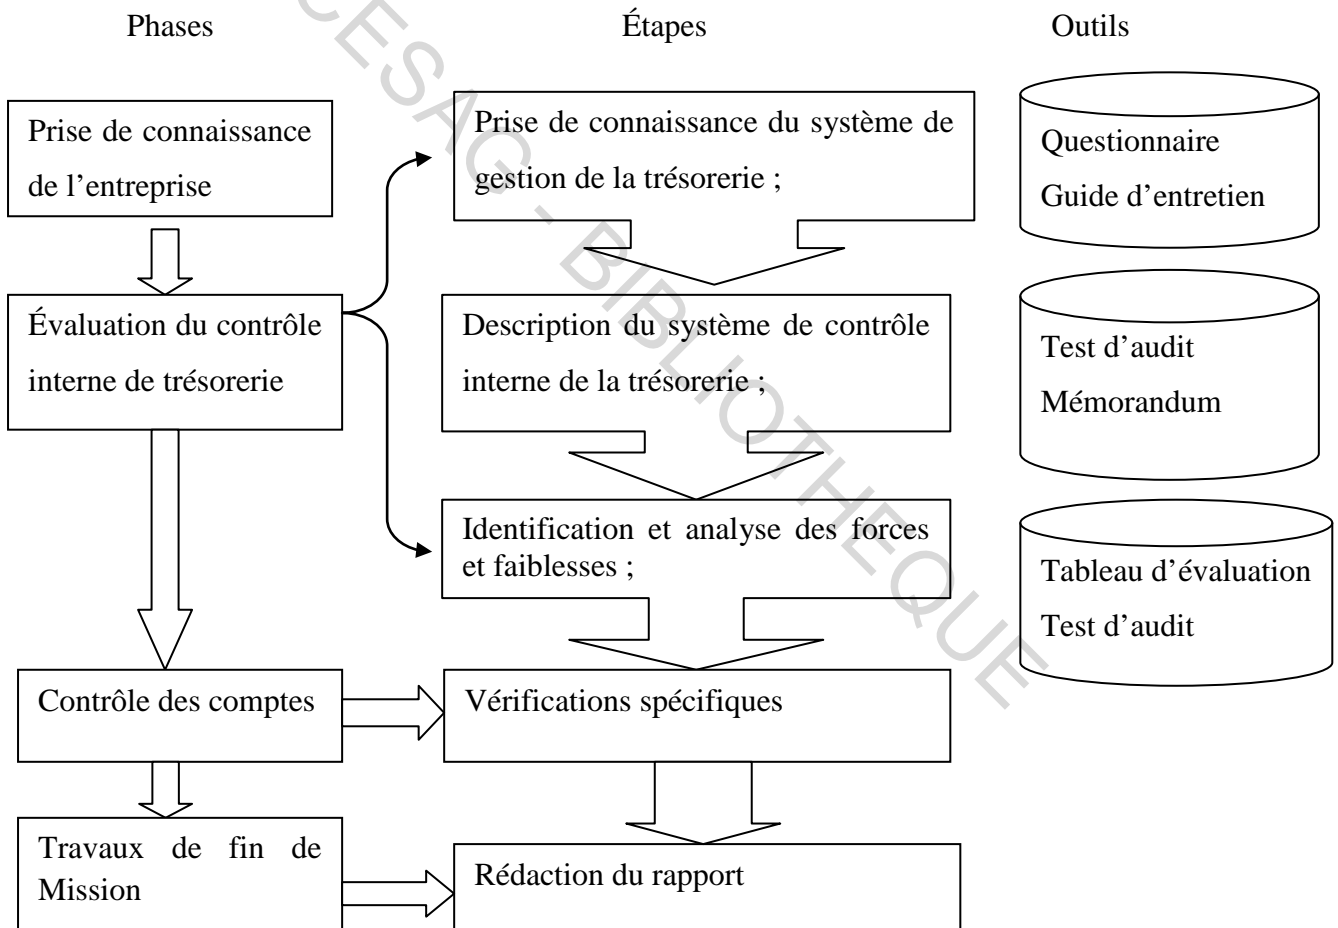 Phases
Étapes
Outils
Prise de connaissance
de l’entreprise
Prise de connaissance du système de
gestion de la trésorerie ;
Questionnaire
Guide d’entretien
Évaluation du contrôle
interne de trésorerie
Description du système de contrôle
interne de la trésorerie ;
Test d’audit
Mémorandum
Identification et analyse des forces
et faiblesses ;
Tableau d’évaluation
Test d’audit
Contrôle des comptes
Vérifications spécifiques
Travaux de fin de
Mission
Rédaction du rapport
CESAG - BIBLIOTHEQUE